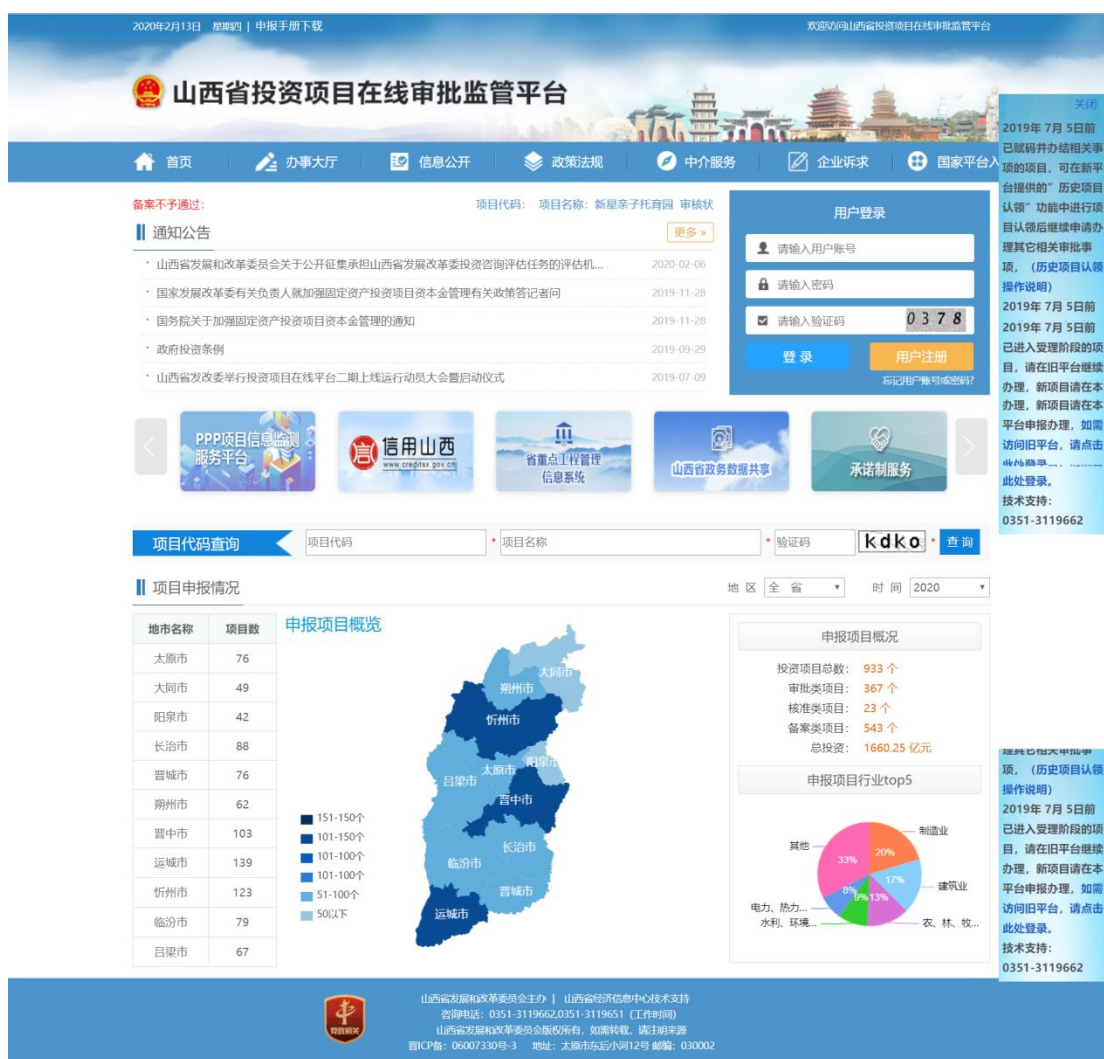 2020年2月13日 星期四 | 申报手册下载
欢迎访问山西省投资项目在线审批监管平台
山西省投资项目在线审批监管平台
首页 办事大厅 信息公开 政策法规 中介服务 企业诉求 国家平台入
备案不予通过:
项目代码: 项目名称:新星亲子托育园 审核状
通知公告
更多 »
· 山西省发展和改革委员会关于公开征集承担山西省发展改革委投资咨询评估任务的评估机... 2020-02-06
· 国家发展改革委有关负责人就加强固定资产投资项目资本金管理有关政策答记者问 2019-11-28
· 国务院关于加强固定资产投资项目资本金管理的通知 2019-11-28
· 政府投资条例 2019-09-29
· 山西省发改委举行投资项目在线平台二期上线运行动员大会暨启动仪式 2019-07-09
用户登录
请输入用户账号
请输入密码
请输入验证码 0 3 7 8
登 录 用户注册
忘记用户账号或密码?
关闭
2019年 7月 5日前
已赋码并办结相关事
项的项目,可在新平
台提供的"历史项目
认领"功能中进行项
目认领后继续申请办
理其它相关审批事
项,(历史项目认领
操作说明)
2019年 7月 5日前
2019年 7月 5日前
已进入受理阶段的项
目,请在旧平台继续
办理,新项目请在本
办理,新项目请在本
平台申报办理,如需
访问旧平台,请点击
此处登录。
技术支持:
0351-3119662
PPP项目信息监测
服务平台
信 信用山西
www.creditsx.gov.cn
省重点工程管理
信息系统
山西省政务数据共享
承诺制服务
项目代码查询 项目代码 * 项目名称 * 验证码 kdko * 查 询
项目申报情况
地 区 全 省 时 间 2020
地市名称 项目数
太原市 76
大同市 49
阳泉市 42
长治市 88
晋城市 76
朔州市 62
晋中市 103
运城市 139
忻州市 123
临汾市 79
吕梁市 67
申报项目概览
大同市
朔州市
忻州市
阳泉市
太原市
吕梁市
晋中市
长治市
临汾市
晋城市
运城市
151-150个
101-150个
101-100个
101-100个
51-100个
50以下
申报项目概况
投资项目总数: 933 个
审批类项目: 367 个
核准类项目: 23 个
备案类项目: 543 个
总投资: 1660.25 亿元
申报项目行业top5
制造业
其他
33%
20%
17%
建筑业
8%
9%
13%
电力、热力...
水利、环境...
农、林、牧...
理其它相关审批事
项,(历史项目认领
操作说明)
2019年 7月 5日前
已进入受理阶段的项
目,请在旧平台继续
办理,新项目请在本
平台申报办理,如需
访问旧平台,请点击
此处登录。
技术支持:
0351-3119662
党政机关
山西省发展和改革委员会主办 | 山西省经济信息中心技术支持
咨询电话:0351-3119662,0351-3119651 (工作时间)
山西省发展和改革委员会版权所有,如需转载,请注明来源
晋ICP备:06007330号-3 地址:太原市东后小河12号 邮编:030002